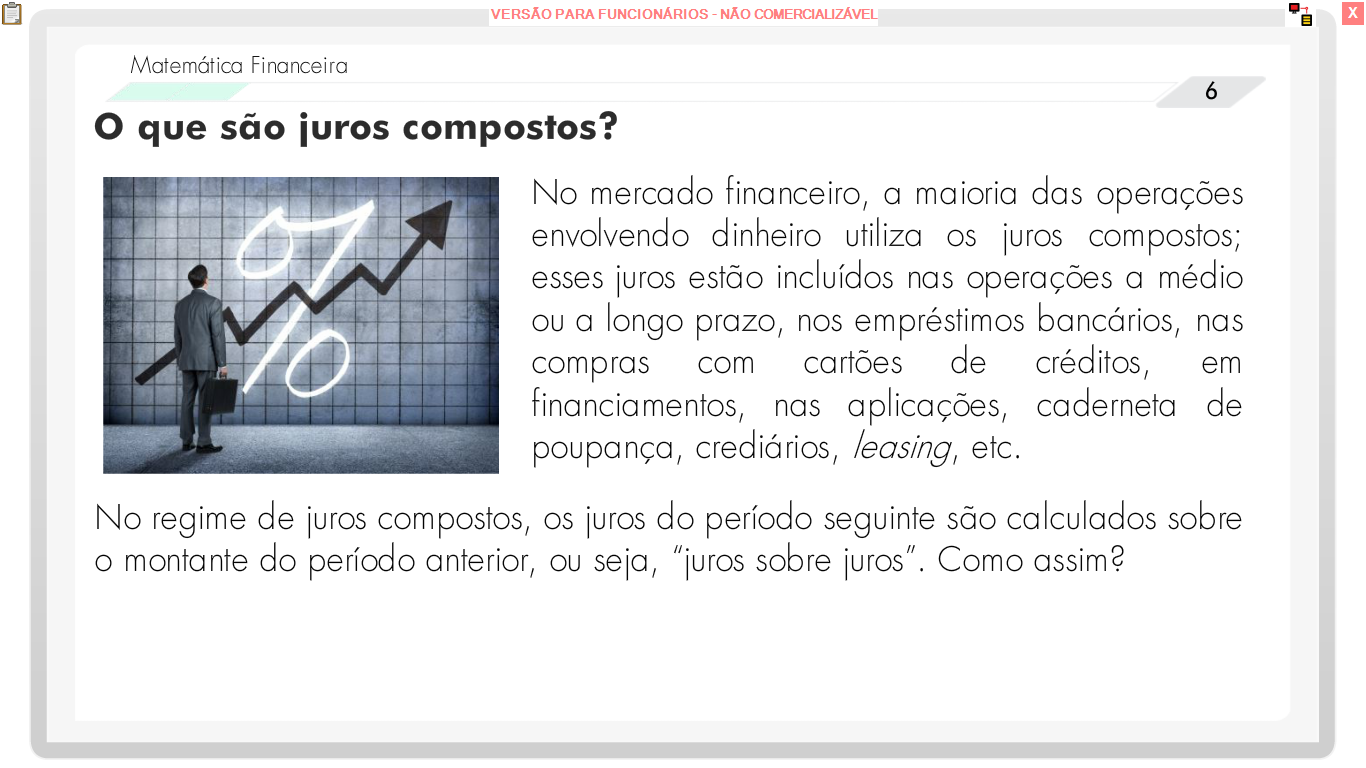 VERSÃO PARA FUNCIONÁRIOS - NÃO COMERCIALIZÁVEL
X
Matemática Financeira
6
O que são juros compostos?
No mercado financeiro, a maioria das operações
envolvendo dinheiro utiliza os juros compostos;
esses juros estão incluídos nas operações a médio
ou a longo prazo, nos empréstimos bancários, nas
compras com cartões de créditos, em
financiamentos, nas aplicações, caderneta de
poupança, crediários, leasing, etc.
%
No regime de juros compostos, os juros do período seguinte são calculados sobre
o montante do período anterior, ou seja, “juros sobre juros”. Como assim?